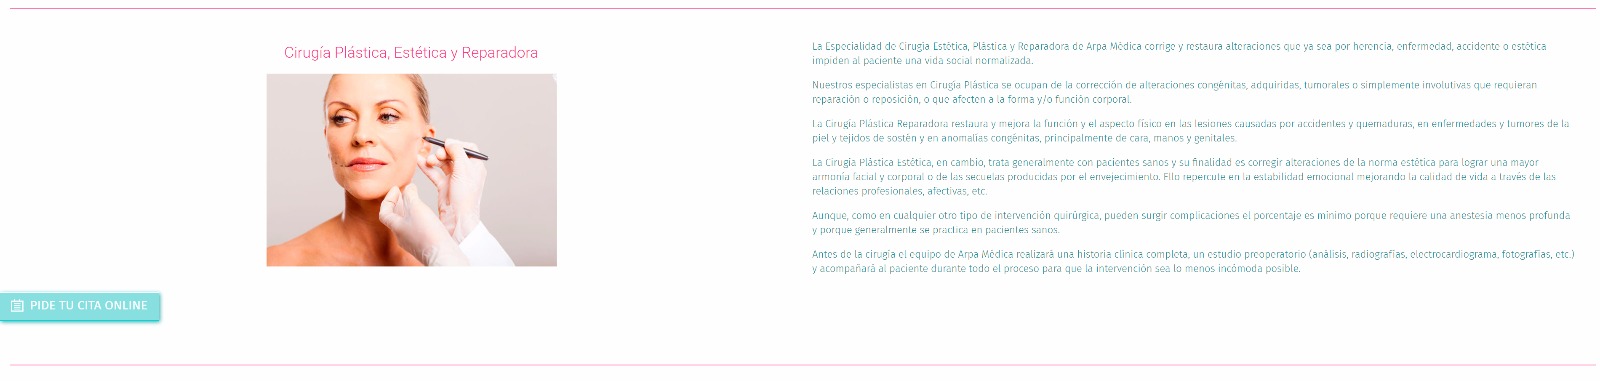 Cirugía Plástica, Estética y Reparadora
La Especialidad de Cirugía Estética, Plástica y Reparadora de Arpa Médica corrige y restaura alteraciones que ya sea por herencia, enfermedad, accidente o estética
impiden al paciente una vida social normalizada.
Nuestros especialistas en Cirugía Plástica se ocupan de la corrección de alteraciones congénitas, adquiridas, tumorales o simplemente involutivas que requieran
reparación o reposición, o que afecten a la forma y/o función corporal.
La Cirugía Plástica Reparadora restaura y mejora la función y el aspecto físico en las lesiones causadas por accidentes y quemaduras, en enfermedades y tumores de la
piel y tejidos de sostén y en anomalías congénitas, principalmente de cara, manos y genitales.
La Cirugía Plástica Estética, en cambio, trata generalmente con pacientes sanos y su finalidad es corregir alteraciones de la norma estética para lograr una mayor
armonía facial y corporal o de las secuelas producidas por el envejecimiento. Ello repercute en la estabilidad emocional mejorando la calidad de vida a través de las
relaciones profesionales, afectivas, etc.
Aunque, como en cualquier otro tipo de intervención quirúrgica, pueden surgir complicaciones el porcentaje es mínimo porque requiere una anestesia menos profunda
y porque generalmente se practica en pacientes sanos.
Antes de la cirugía el equipo de Arpa Médica realizará una historia clínica completa, un estudio preoperatorio (análisis, radiografías, electrocardiograma, fotografías, etc.)
y acompañará al paciente durante todo el proceso para que la intervención sea lo menos incómoda posible.
PIDE TU CITA ONLINE